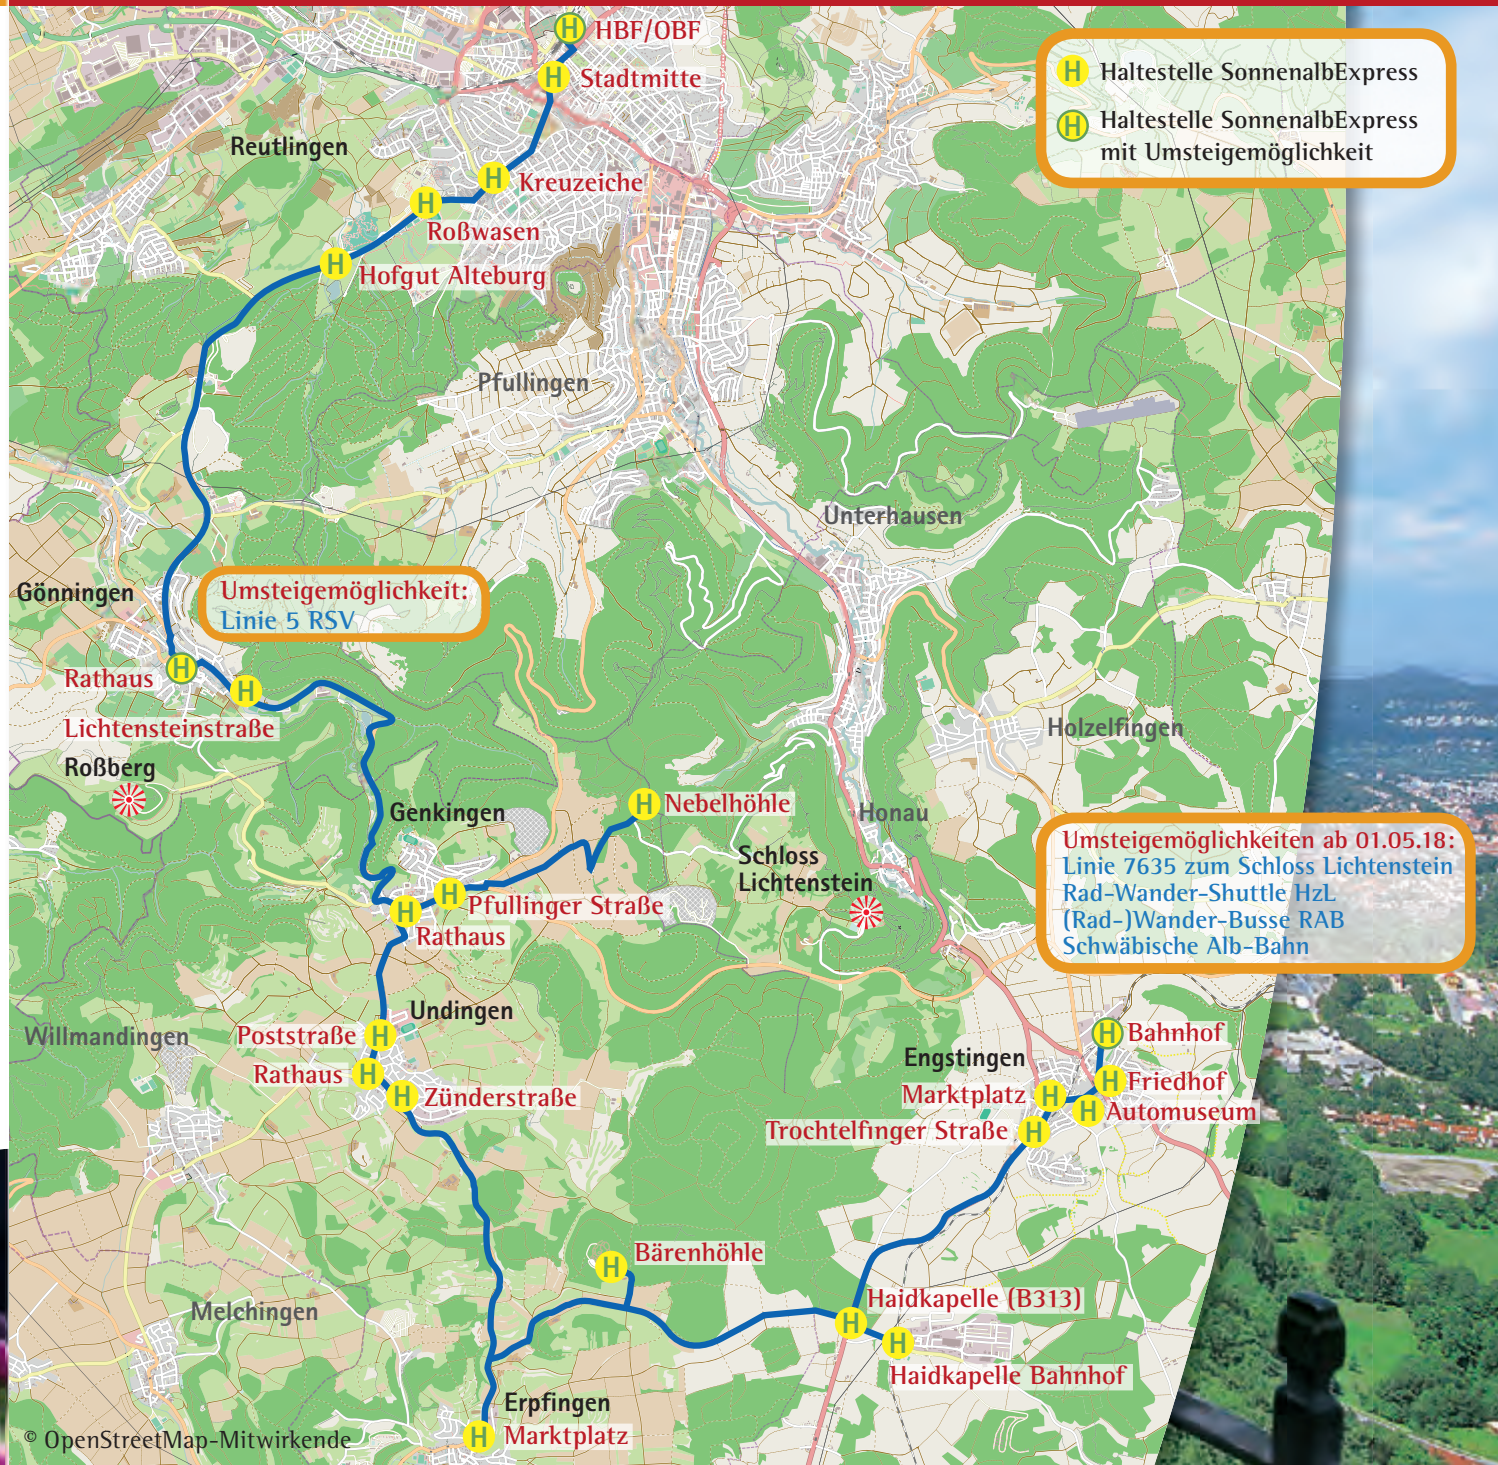 H HBF/OBF
H Stadtmitte
H Haltestelle SonnenalbExpress
H Haltestelle SonnenalbExpress
mit Umsteigemöglichkeit
Reutlingen
H Kreuzeiche
H Roßwasen
H Hofgut Alteburg
Pfullingen
Unterhausen
Gönningen
Umsteigemöglichkeit:
Linie 5 RSV
H Rathaus
H Lichtensteinstraße
Roßberg
Holzelfingen
Genkingen
H Nebelhöhle
Honau
Schloss
Lichtenstein
Umsteigemöglichkeiten ab 01.05.18:
Linie 7635 zum Schloss Lichtenstein
Rad-Wander-Shuttle HzL
(Rad-)Wander-Busse RAB
Schwäbische Alb-Bahn
H Pfullinger Straße
H Rathaus
Undingen
Willmandingen
Poststraße H
Rathaus H
H Zünderstraße
Engstingen
H Bahnhof
H Friedhof
Marktplatz H
H Automuseum
Trochtelfinger Straße H
H Bärenhöhle
Melchingen
Haidkapelle (B313)
H
H
Haidkapelle Bahnhof
Erpfingen
H Marktplatz
© OpenStreetMap-Mitwirkende